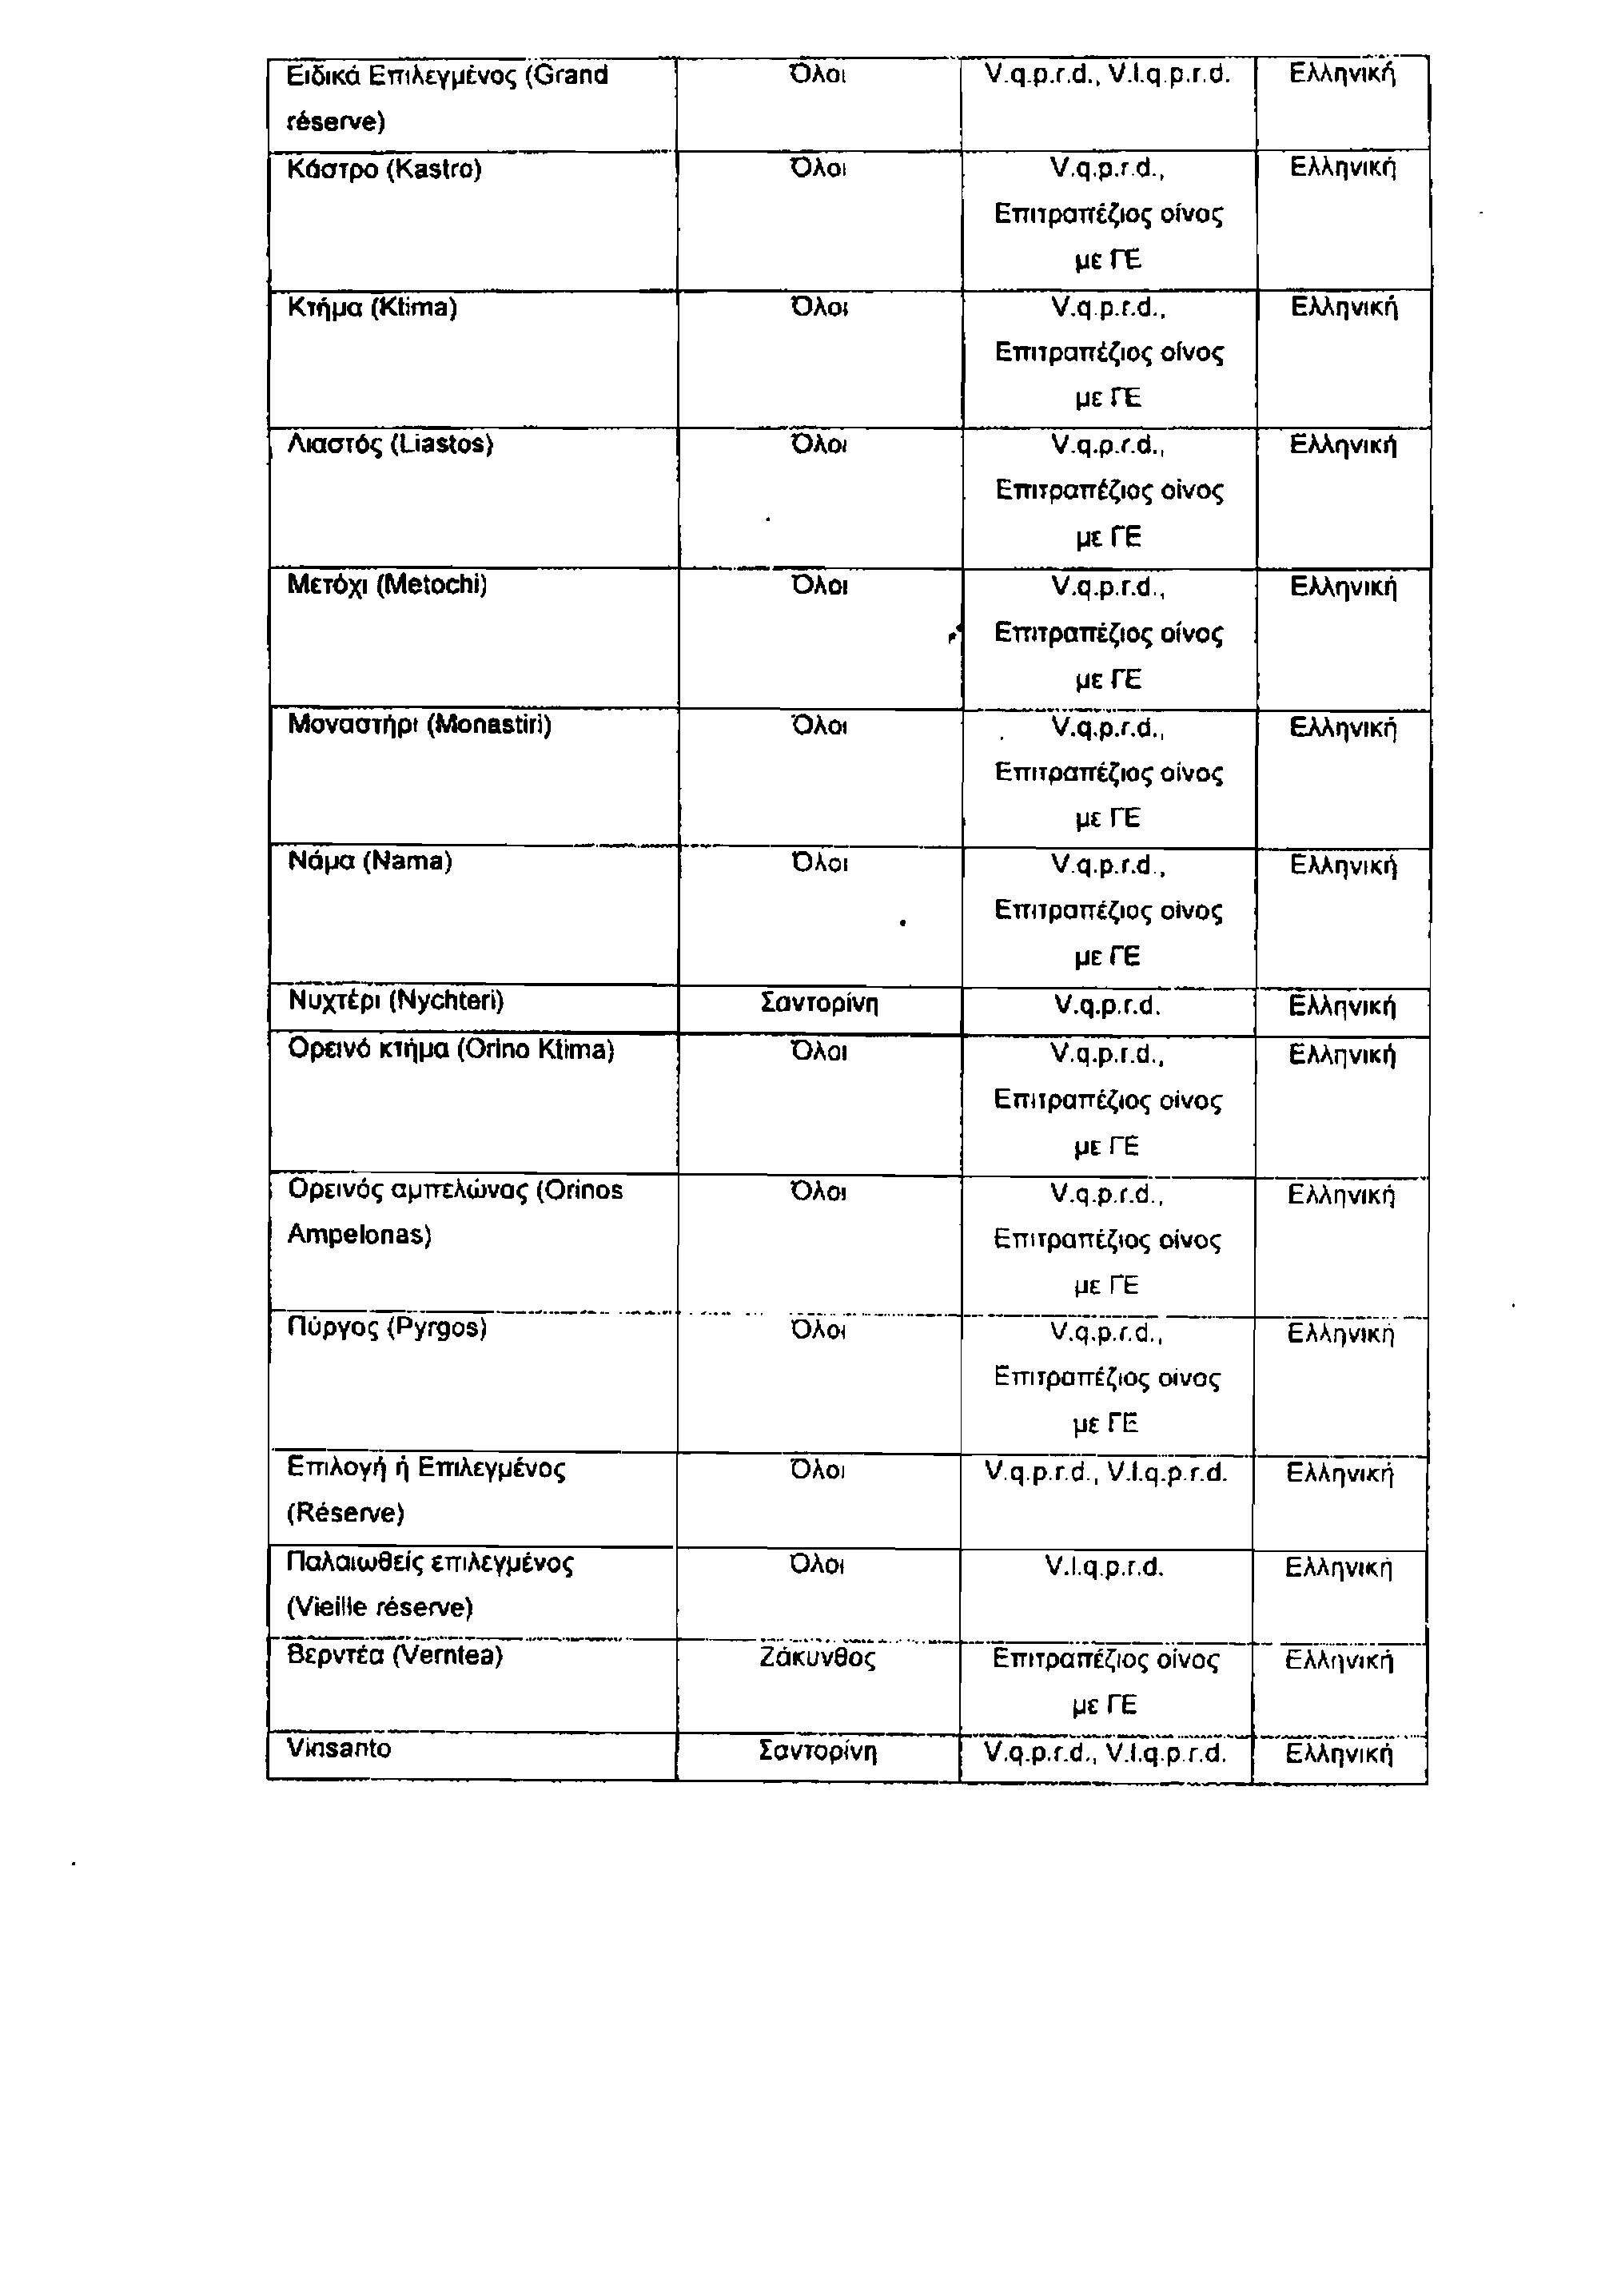 Ειδικά Επιλεγμένος (Grand Όλοι V.q.p.r.d., V.l.q.p.r.d. Ελληνική
réserve)
Κάστρο (Kastro) Όλοι V.q.p.r.d., Ελληνική
Επιτραπέζιος οίνος
με ΓΕ
Κτήμα (Ktima) Όλοι V.q.p.r.d., Ελληνική
Επιτραπέζιος οίνος
με ΓΕ
Λιαστός (Liastos) Όλοι V.q.p.r.d., Ελληνική
Επιτραπέζιος οίνος
με ΓΕ
Μετόχι (Metochi) Όλοι V.q.p.r.d., Ελληνική
Επιτραπέζιος οίνος
με ΓΕ
Μοναστήρι (Monastiri) Όλοι V.q.p.r.d., Ελληνική
Επιτραπέζιος οίνος
με ΓΕ
Νάμα (Nama) Όλοι V.q.p.r.d., Ελληνική
Επιτραπέζιος οίνος
με ΓΕ
Νυχτέρι (Nychteri) Σαντορίνη V.q.p.r.d. Ελληνική
Ορεινό κτήμα (Orino Ktima) Όλοι V.q.p.r.d., Ελληνική
Επιτραπέζιος οίνος
με ΓΕ
Ορεινός αμπελώνας (Orinos Όλοι V.q.p.r.d., Ελληνική
Ampelonas) Επιτραπέζιος οίνος
με ΓΕ
Πύργος (Pyrgos) Όλοι V.q.p.r.d., Ελληνική
Επιτραπέζιος οίνος
με ΓΕ
Επιλογή ή Επιλεγμένος Όλοι V.q.p.r.d., V.l.q.p.r.d. Ελληνική
(Réserve)
Παλαιωθείς επιλεγμένος Όλοι V.l.q.p.r.d. Ελληνική
(Vieille réserve)
Βερντέα (Verntea) Ζάκυνθος Επιτραπέζιος οίνος Ελληνική
με ΓΕ
Vinsanto Σαντορίνη V.q.p.r.d., V.l.q.p.r.d. Ελληνική